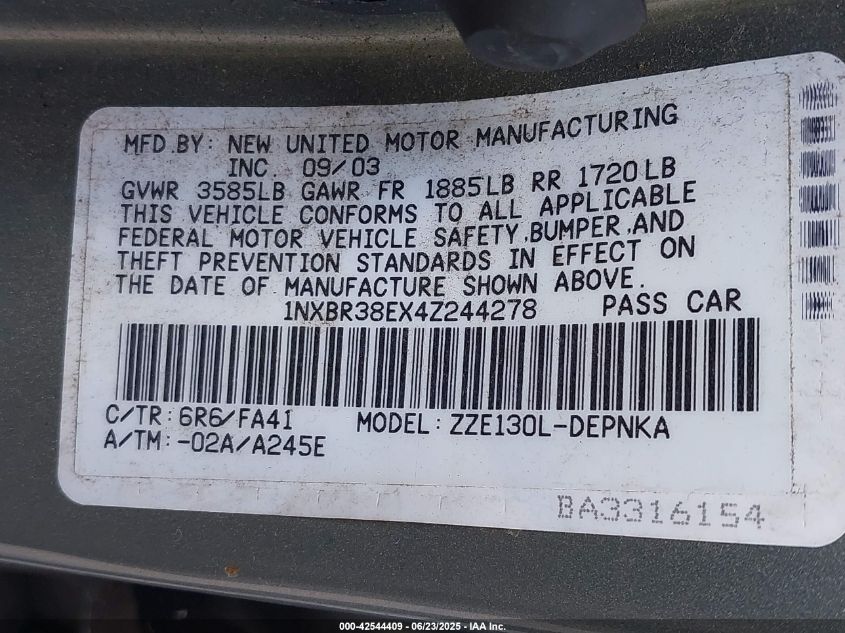 MFD.BY: NEW UNITED MOTOR MANUFACTURING
INC. 09/03
GVWR 3585LB GAWR FR 1885LB RR 1720LB
THIS VEHICLE CONFORMS TO ALL APPLICABLE
FEDERAL MOTOR VEHICLE SAFETY,BUMPER,AND
THEFT PREVENTION STANDARDS IN EFFECT ON
THE DATE OF MANUFACTURE SHOWN ABOVE.
1NXBR38EX4Z244278 PASS CAR
C/TR:6R6/FA41 MODEL:ZZE130L-DEPNKA
A/TM:-02A/A245E
BA3316154
000-42544409 - 06/23/2025 - IAA Inc.